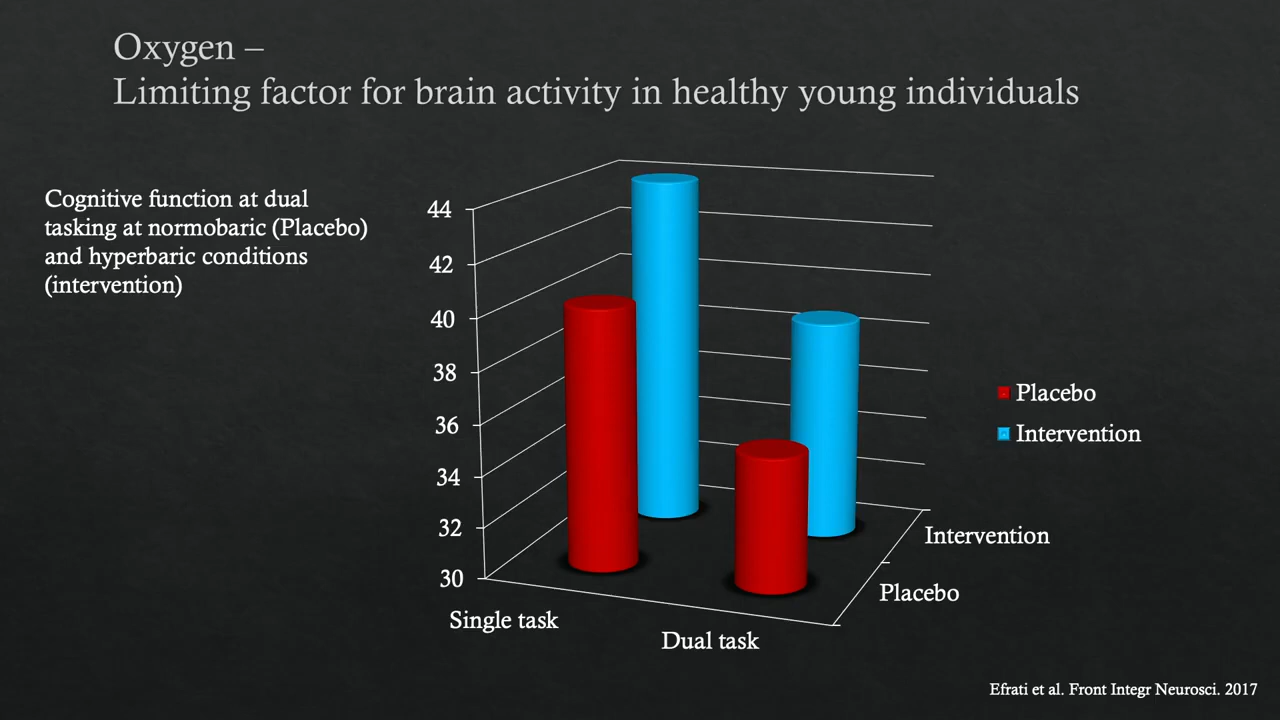 Oxygen –
Limiting factor for brain activity in healthy young individuals
Cognitive function at dual
tasking at normobaric (Placebo)
and hyperbaric conditions
(intervention)
44
42
40
38
36
34
32
30
Single task
Dual task
Placebo
Intervention
Intervention
Placebo
Efrati et al. Front Integr Neurosci. 2017